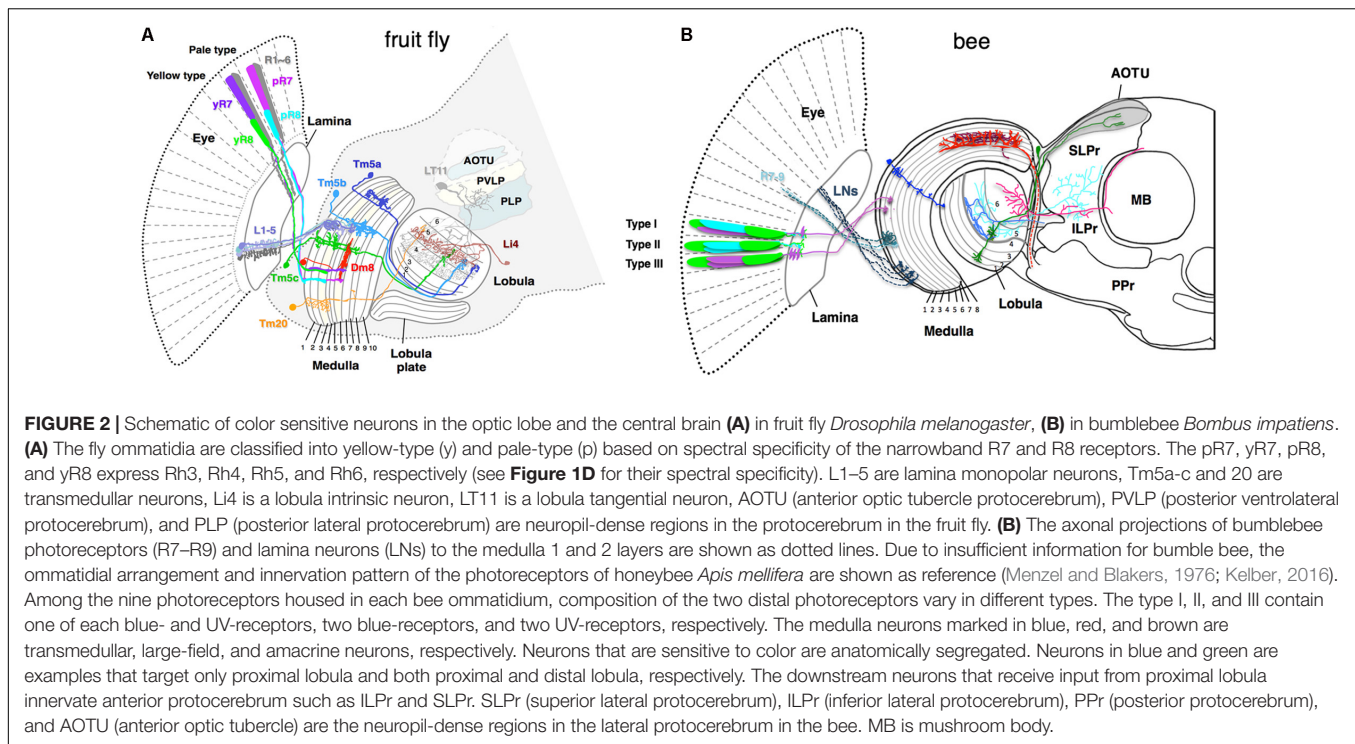 A
fruit fly
Pale type
Yellow type
R1~6
yR7
pR7
pR8
yR8
Eye
Lamina
Tm5a
Tm5b
L1-5
Tm5c
Dm8
Tm20
1 2 3 4 5 6 7 8 9 10
Medulla
AOTU
LT11
PVLP
PLP
6
5
4
3
2
1
Li4
Lobula
Lobula
plate
B
bee
Eye
R7-9
LNs
Type I
Type II
Type III
Lamina
1 2 3 4 5 6 7 8
Medulla
6
5
4
3
Lobula
AOTU
SLPr
MB
ILPr
PPr
FIGURE 2 | Schematic of color sensitive neurons in the optic lobe and the central brain (A) in fruit fly Drosophila melanogaster, (B) in bumblebee Bombus impatiens.
(A) The fly ommatidia are classified into yellow-type (y) and pale-type (p) based on spectral specificity of the narrowband R7 and R8 receptors. The pR7, yR7, pR8,
and yR8 express Rh3, Rh4, Rh5, and Rh6, respectively (see Figure 1D for their spectral specificity). L1–5 are lamina monopolar neurons, Tm5a-c and 20 are
transmedullar neurons, Li4 is a lobula intrinsic neuron, LT11 is a lobula tangential neuron, AOTU (anterior optic tubercle protocerebrum), PVLP (posterior ventrolateral
protocerebrum), and PLP (posterior lateral protocerebrum) are neuropil-dense regions in the protocerebrum in the fruit fly. (B) The axonal projections of bumblebee
photoreceptors (R7–R9) and lamina neurons (LNs) to the medulla 1 and 2 layers are shown as dotted lines. Due to insufficient information for bumble bee, the
ommatidial arrangement and innervation pattern of the photoreceptors of honeybee Apis mellifera are shown as reference (Menzel and Blakers, 1976; Kelber, 2016).
Among the nine photoreceptors housed in each bee ommatidium, composition of the two distal photoreceptors vary in different types. The type I, II, and III contain
one of each blue- and UV-receptors, two blue-receptors, and two UV-receptors, respectively. The medulla neurons marked in blue, red, and brown are
transmedullar, large-field, and amacrine neurons, respectively. Neurons that are sensitive to color are anatomically segregated. Neurons in blue and green are
examples that target only proximal lobula and both proximal and distal lobula, respectively. The downstream neurons that receive input from proximal lobula
innervate anterior protocerebrum such as ILPr and SLPr. SLPr (superior lateral protocerebrum), ILPr (inferior lateral protocerebrum), PPr (posterior protocerebrum),
and AOTU (anterior optic tubercle) are the neuropil-dense regions in the lateral protocerebrum in the bee. MB is mushroom body.